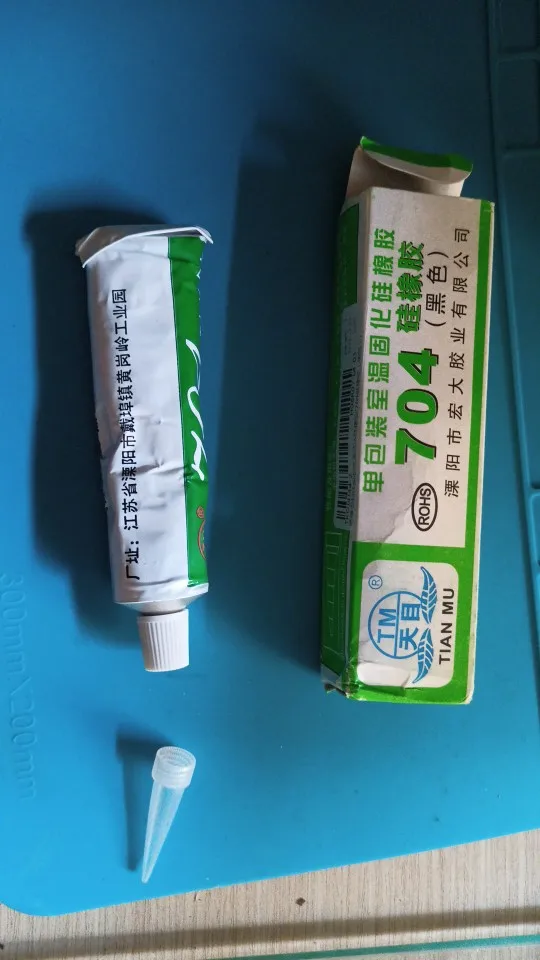 单包装室温固化硅橡胶
704 硅橡胶
(黑色)
ROHS
溧阳市宏大胶业有限公司
®
TM
天目
TIAN MU
厂址：江苏省溧阳市戴埠镇黄岗岭工业园
300mm×200mm